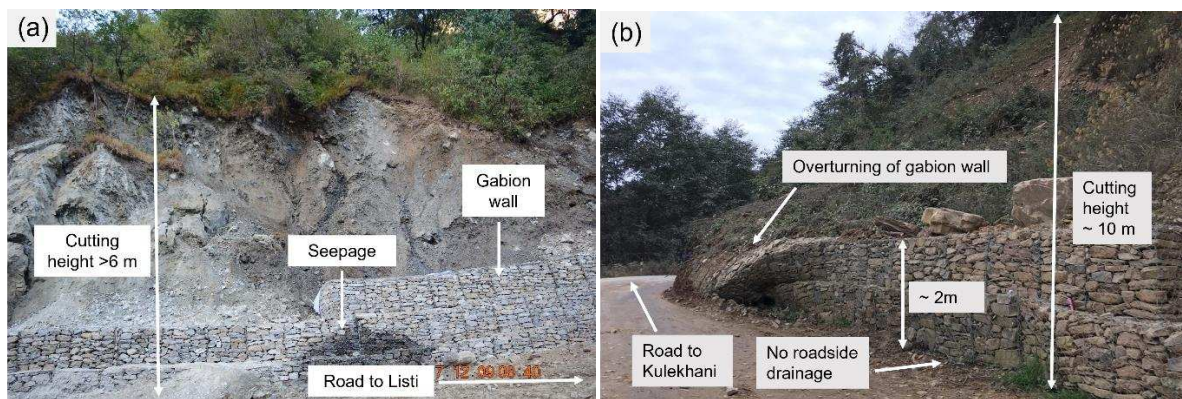 (a)
Gabion
wall
Cutting
height >6 m
Seepage
Road to Listi
(b)
Overturning of gabion wall
Cutting
height
~ 10 m
~ 2m
Road to
Kulekhani
No roadside
drainage